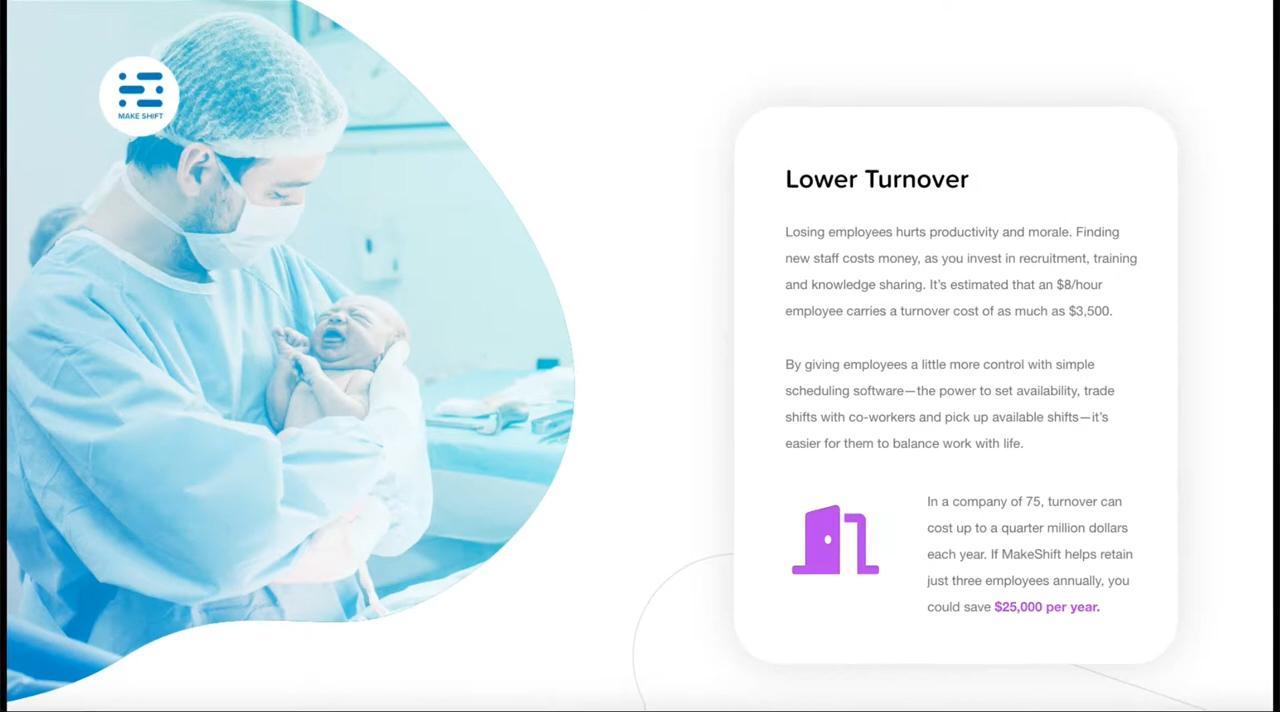 MAKE SHIFT
Lower Turnover
Losing employees hurts productivity and morale. Finding
new staff costs money, as you invest in recruitment, training
and knowledge sharing. It’s estimated that an $8/hour
employee carries a turnover cost of as much as $3,500.
By giving employees a little more control with simple
scheduling software—the power to set availability, trade
shifts with co-workers and pick up available shifts—it’s
easier for them to balance work with life.
In a company of 75, turnover can
cost up to a quarter million dollars
each year. If MakeShift helps retain
just three employees annually, you
could save $25,000 per year.